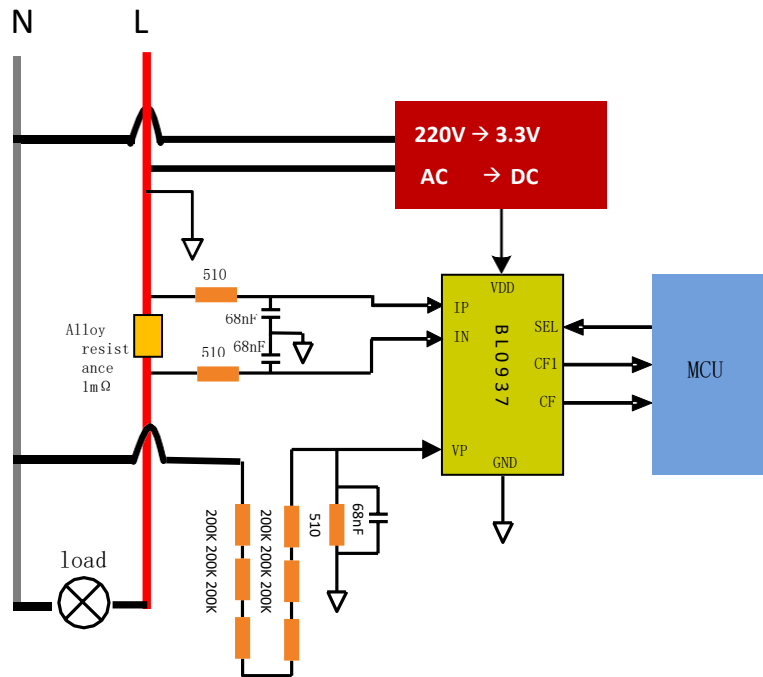 N L
220V → 3.3V
AC → DC
510
VDD
IP
68nF
Alloy
resist
ance
1mΩ
IN
SEL
68nF
510
BL0937
CF1
MCU
CF
VP
GND
200K 200K 200K
200K 200K 200K
510
68nF
load